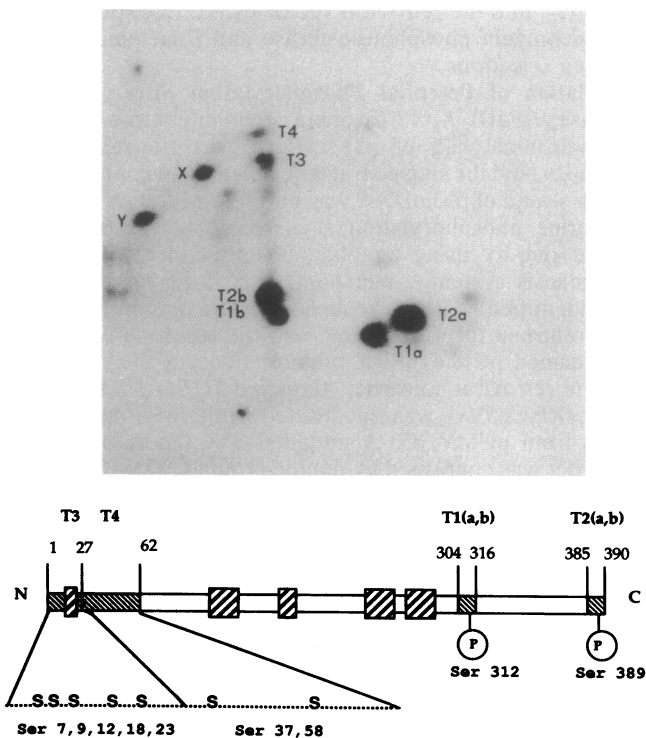 T4
T3
X
Y
T2b
T1b
T2a
T1a
T3 T4 T1(a,b) T2(a,b)
1 27 62 304 316 385 390
N C
P P
Ser 312 Ser 389
S S S S S S S
Ser 7,9,12,18,23 Ser 37,58